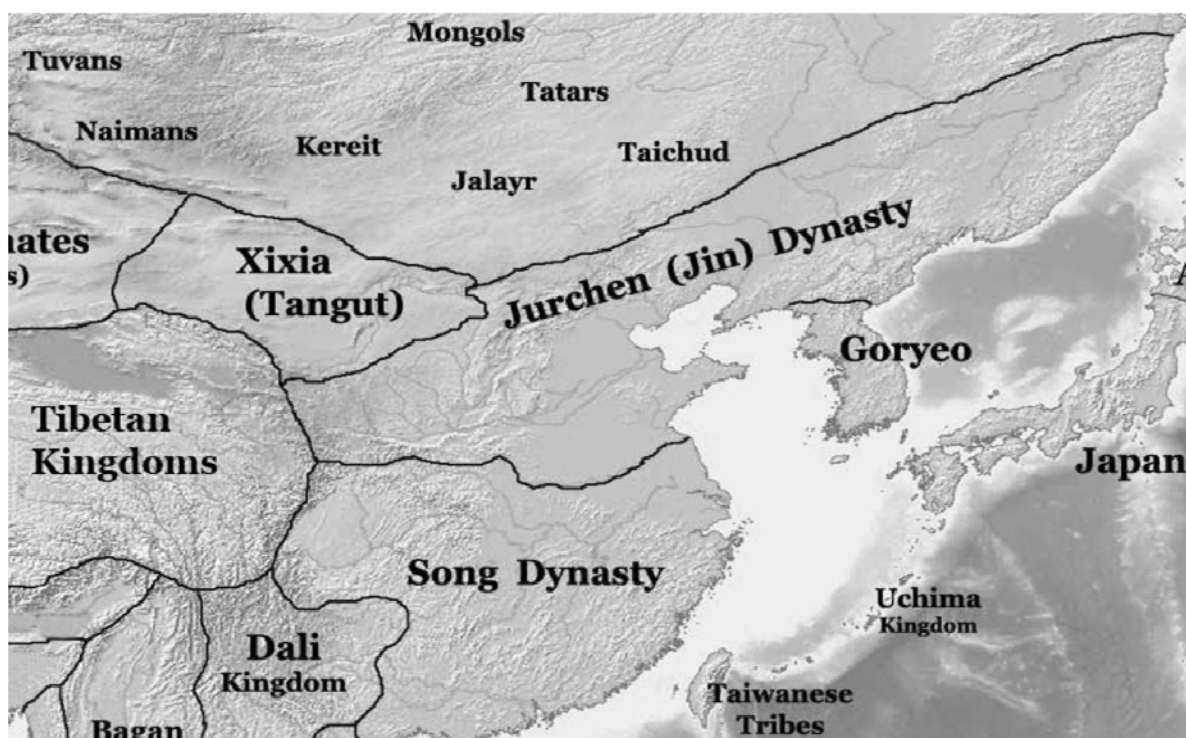 Mongols
Tuvans
Tatars
Naimans
Kereit
Taichud
Jalayr
nates
s)
Xixia
(Tangut)
Jurchen (Jin) Dynasty
Goryeo
Tibetan
Kingdoms
Japan
Song Dynasty
Uchima
Kingdom
Dali
Kingdom
Taiwanese
Tribes
Bagan